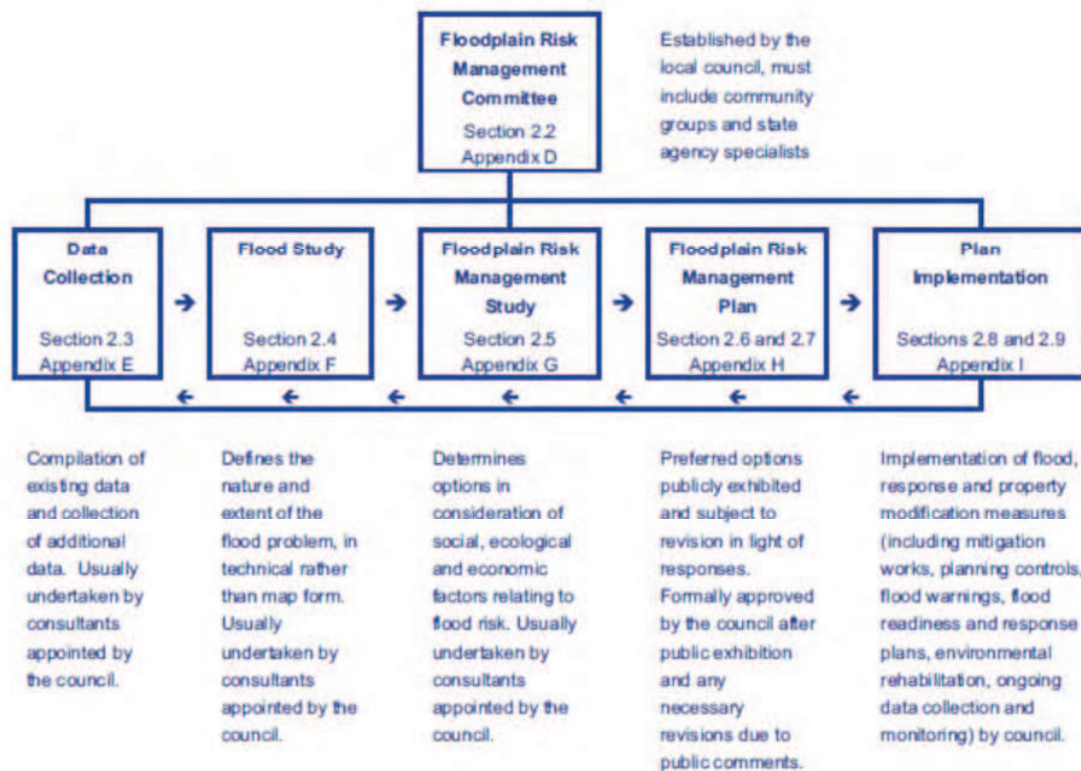 Floodplain Risk
Management
Committee
Section 2.2
Appendix D
Established by the
local council, must
include community
groups and state
agency specialists
Data
Collection
Section 2.3
Appendix E
→
Flood Study
Section 2.4
Appendix F
→
Floodplain Risk
Management
Study
Section 2.5
Appendix G
→
Floodplain Risk
Management
Plan
Section 2.6 and 2.7
Appendix H
→
Plan
Implementation
Sections 2.8 and 2.9
Appendix I
← ← ← ← ← ← ←
Compilation of
existing data
and collection
of additional
data. Usually
undertaken by
consultants
appointed by
the council.
Defines the
nature and
extent of the
flood problem, in
technical rather
than map form.
Usually
undertaken by
consultants
appointed by the
council.
Determines
options in
consideration of
social, ecological
and economic
factors relating to
flood risk. Usually
undertaken by
consultants
appointed by the
council.
Preferred options
publicly exhibited
and subject to
revision in light of
responses.
Formally approved
by the council after
public exhibition
and any
necessary
revisions due to
public comments.
Implementation of flood,
response and property
modification measures
(including mitigation
works, planning controls,
flood warnings, flood
readiness and response
plans, environmental
rehabilitation, ongoing
data collection and
monitoring) by council.